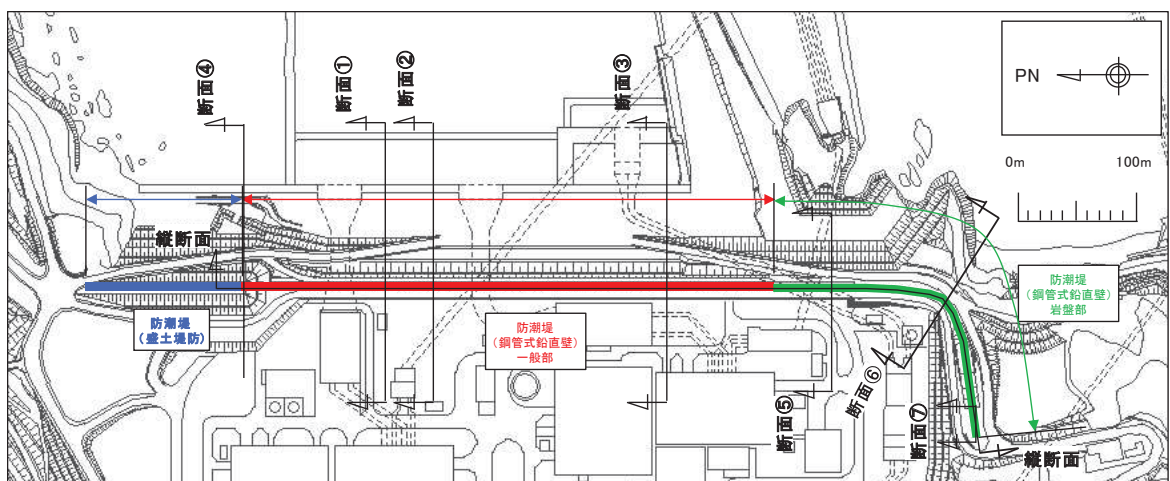 PN
0m
100m
断面④
断面①
断面②
断面③
縦断面
防潮堤
(盛土堤防)
防潮堤
(鋼管式鉛直壁)
一般部
防潮堤
(鋼管式鉛直壁)
岩盤部
断面⑤
断面⑥
断面⑦
縦断面